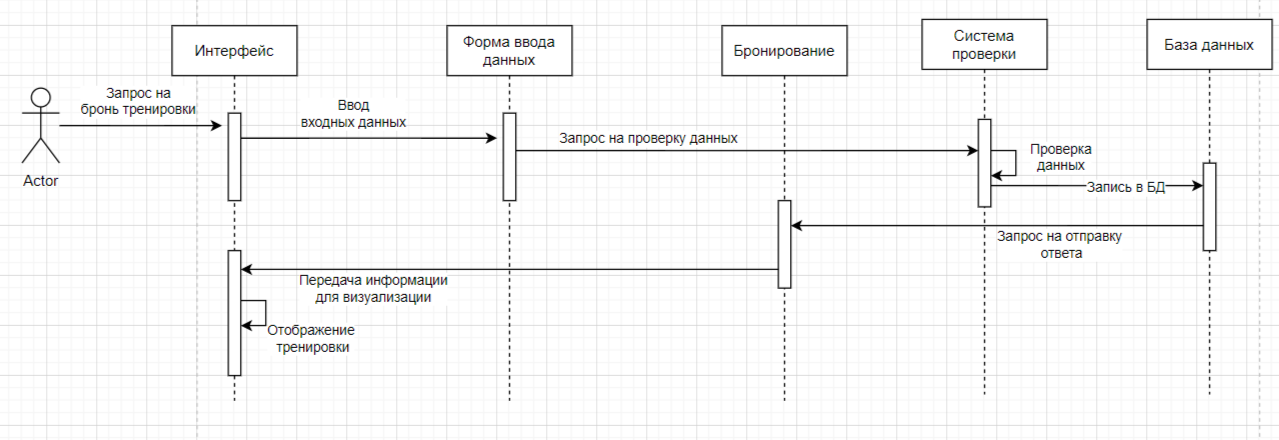 Интерфейс
Форма ввода
данных
Бронирование
Система
проверки
База данных
Запрос на
бронь тренировки
Actor
Ввод
входных данных
Запрос на проверку данных
Проверка
данных
Запись в БД
Запрос на отправку
ответа
Передача информации
для визуализации
Отображение
тренировки